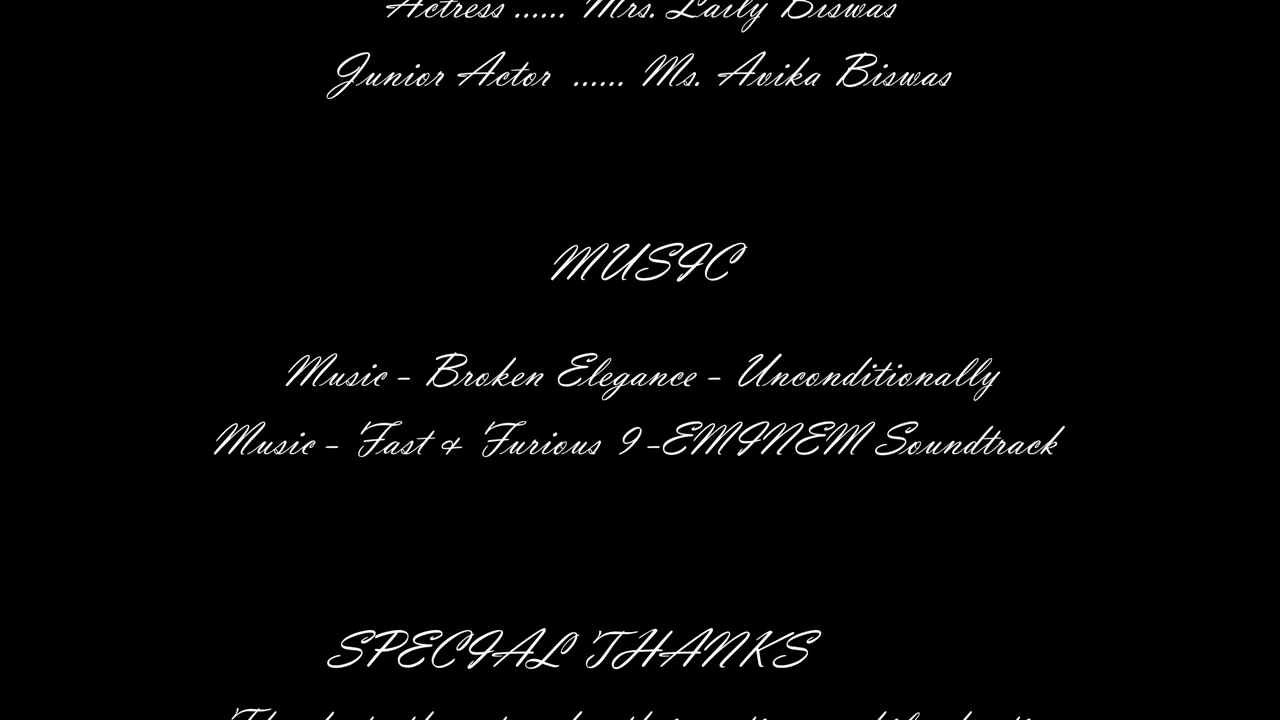 Actress ...... Mrs. Laily Biswas
Junior Actor ...... Ms. Avika Biswas
MUSIC
Music - Broken Elegance - Unconditionally
Music - Fast & Furious 9 -EMINEM Soundtrack
SPECIAL THANKS